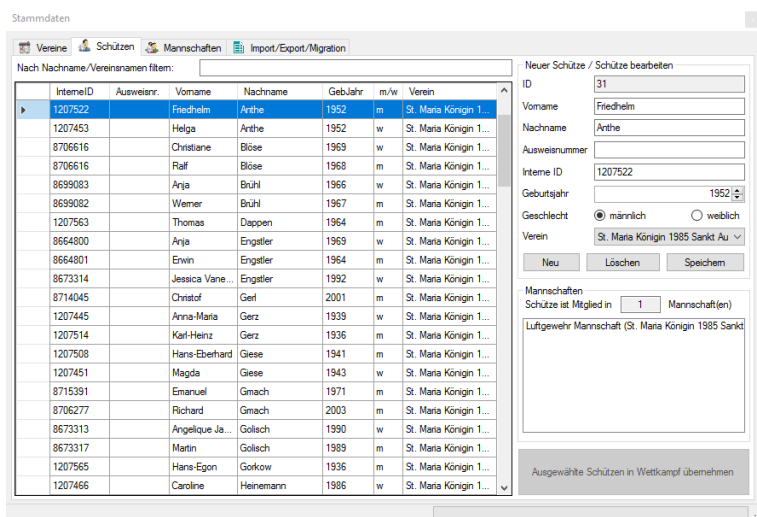 Stammdaten
Vereine Schützen Mannschaften Import/Export/Migration
Nach Nachname/Vereinsnamen filtern:
InterneID Ausweisnr. Vorname Nachname GebJahr m/w Verein
1207522 Friedhelm Anthe 1952 m St. Maria Königin 1...
1207453 Helga Anthe 1952 w St. Maria Königin 1...
8706616 Christiane Blöse 1969 w St. Maria Königin 1...
8706616 Ralf Blöse 1968 m St. Maria Königin 1...
8699083 Anja Brühl 1966 w St. Maria Königin 1...
8699082 Werner Brühl 1967 m St. Maria Königin 1...
1207563 Thomas Dappen 1964 m St. Maria Königin 1...
8664800 Anja Engstler 1969 w St. Maria Königin 1...
8664801 Erwin Engstler 1964 m St. Maria Königin 1...
8673314 Jessica Vane... Engstler 1992 w St. Maria Königin 1...
8714045 Christof Gerl 2001 m St. Maria Königin 1...
1207445 Anna-Maria Gerz 1939 w St. Maria Königin 1...
1207514 Karl-Heinz Gerz 1936 m St. Maria Königin 1...
1207508 Hans-Eberhard Giese 1941 m St. Maria Königin 1...
1207451 Magda Giese 1943 w St. Maria Königin 1...
8715391 Emanuel Gmach 1971 m St. Maria Königin 1...
8706277 Richard Gmach 2003 m St. Maria Königin 1...
8673313 Angelique Ja... Golisch 1990 w St. Maria Königin 1...
8673317 Martin Golisch 1989 m St. Maria Königin 1...
1207565 Hans-Egon Gorkow 1936 m St. Maria Königin 1...
1207466 Caroline Heinemann 1986 w St. Maria Königin 1...
Neuer Schütze / Schütze bearbeiten
ID 31
Vorname Friedhelm
Nachname Anthe
Ausweisnummer
Interne ID 1207522
Geburtsjahr 1952
Geschlecht männlich weiblich
Verein St. Maria Königin 1985 Sankt Au
Neu Löschen Speichern
Mannschaften
Schütze ist Mitglied in 1 Mannschaft(en)
Luftgewehr Mannschaft (St. Maria Königin 1985 Sankt
Ausgewählte Schützen in Wettkampf übernehmen